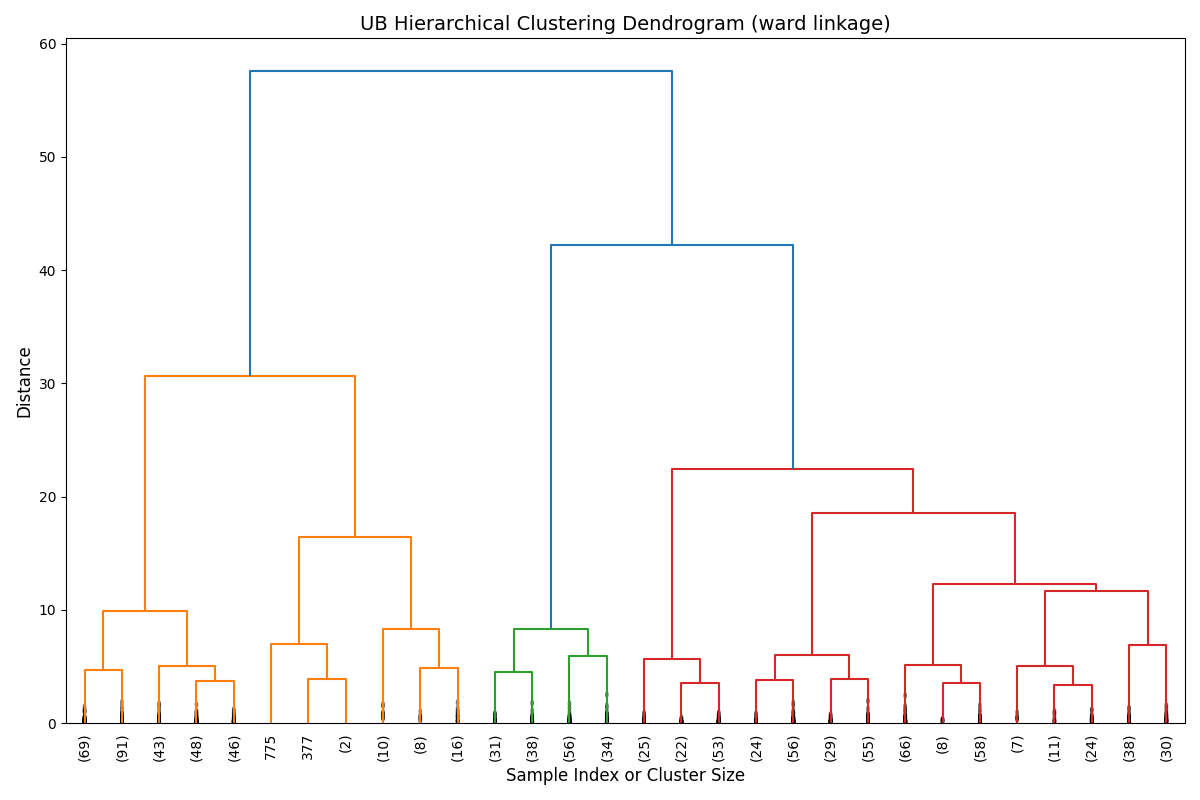 UB Hierarchical Clustering Dendrogram (ward linkage)
60
50
40
30
20
10
0
Distance
(69) (91) (43) (48) (46) 775 377 (2) (10) (8) (16) (31) (38) (56) (34) (25) (22) (53) (24) (56) (29) (55) (66) (8) (58) (7) (11) (24) (38) (30)
Sample Index or Cluster Size